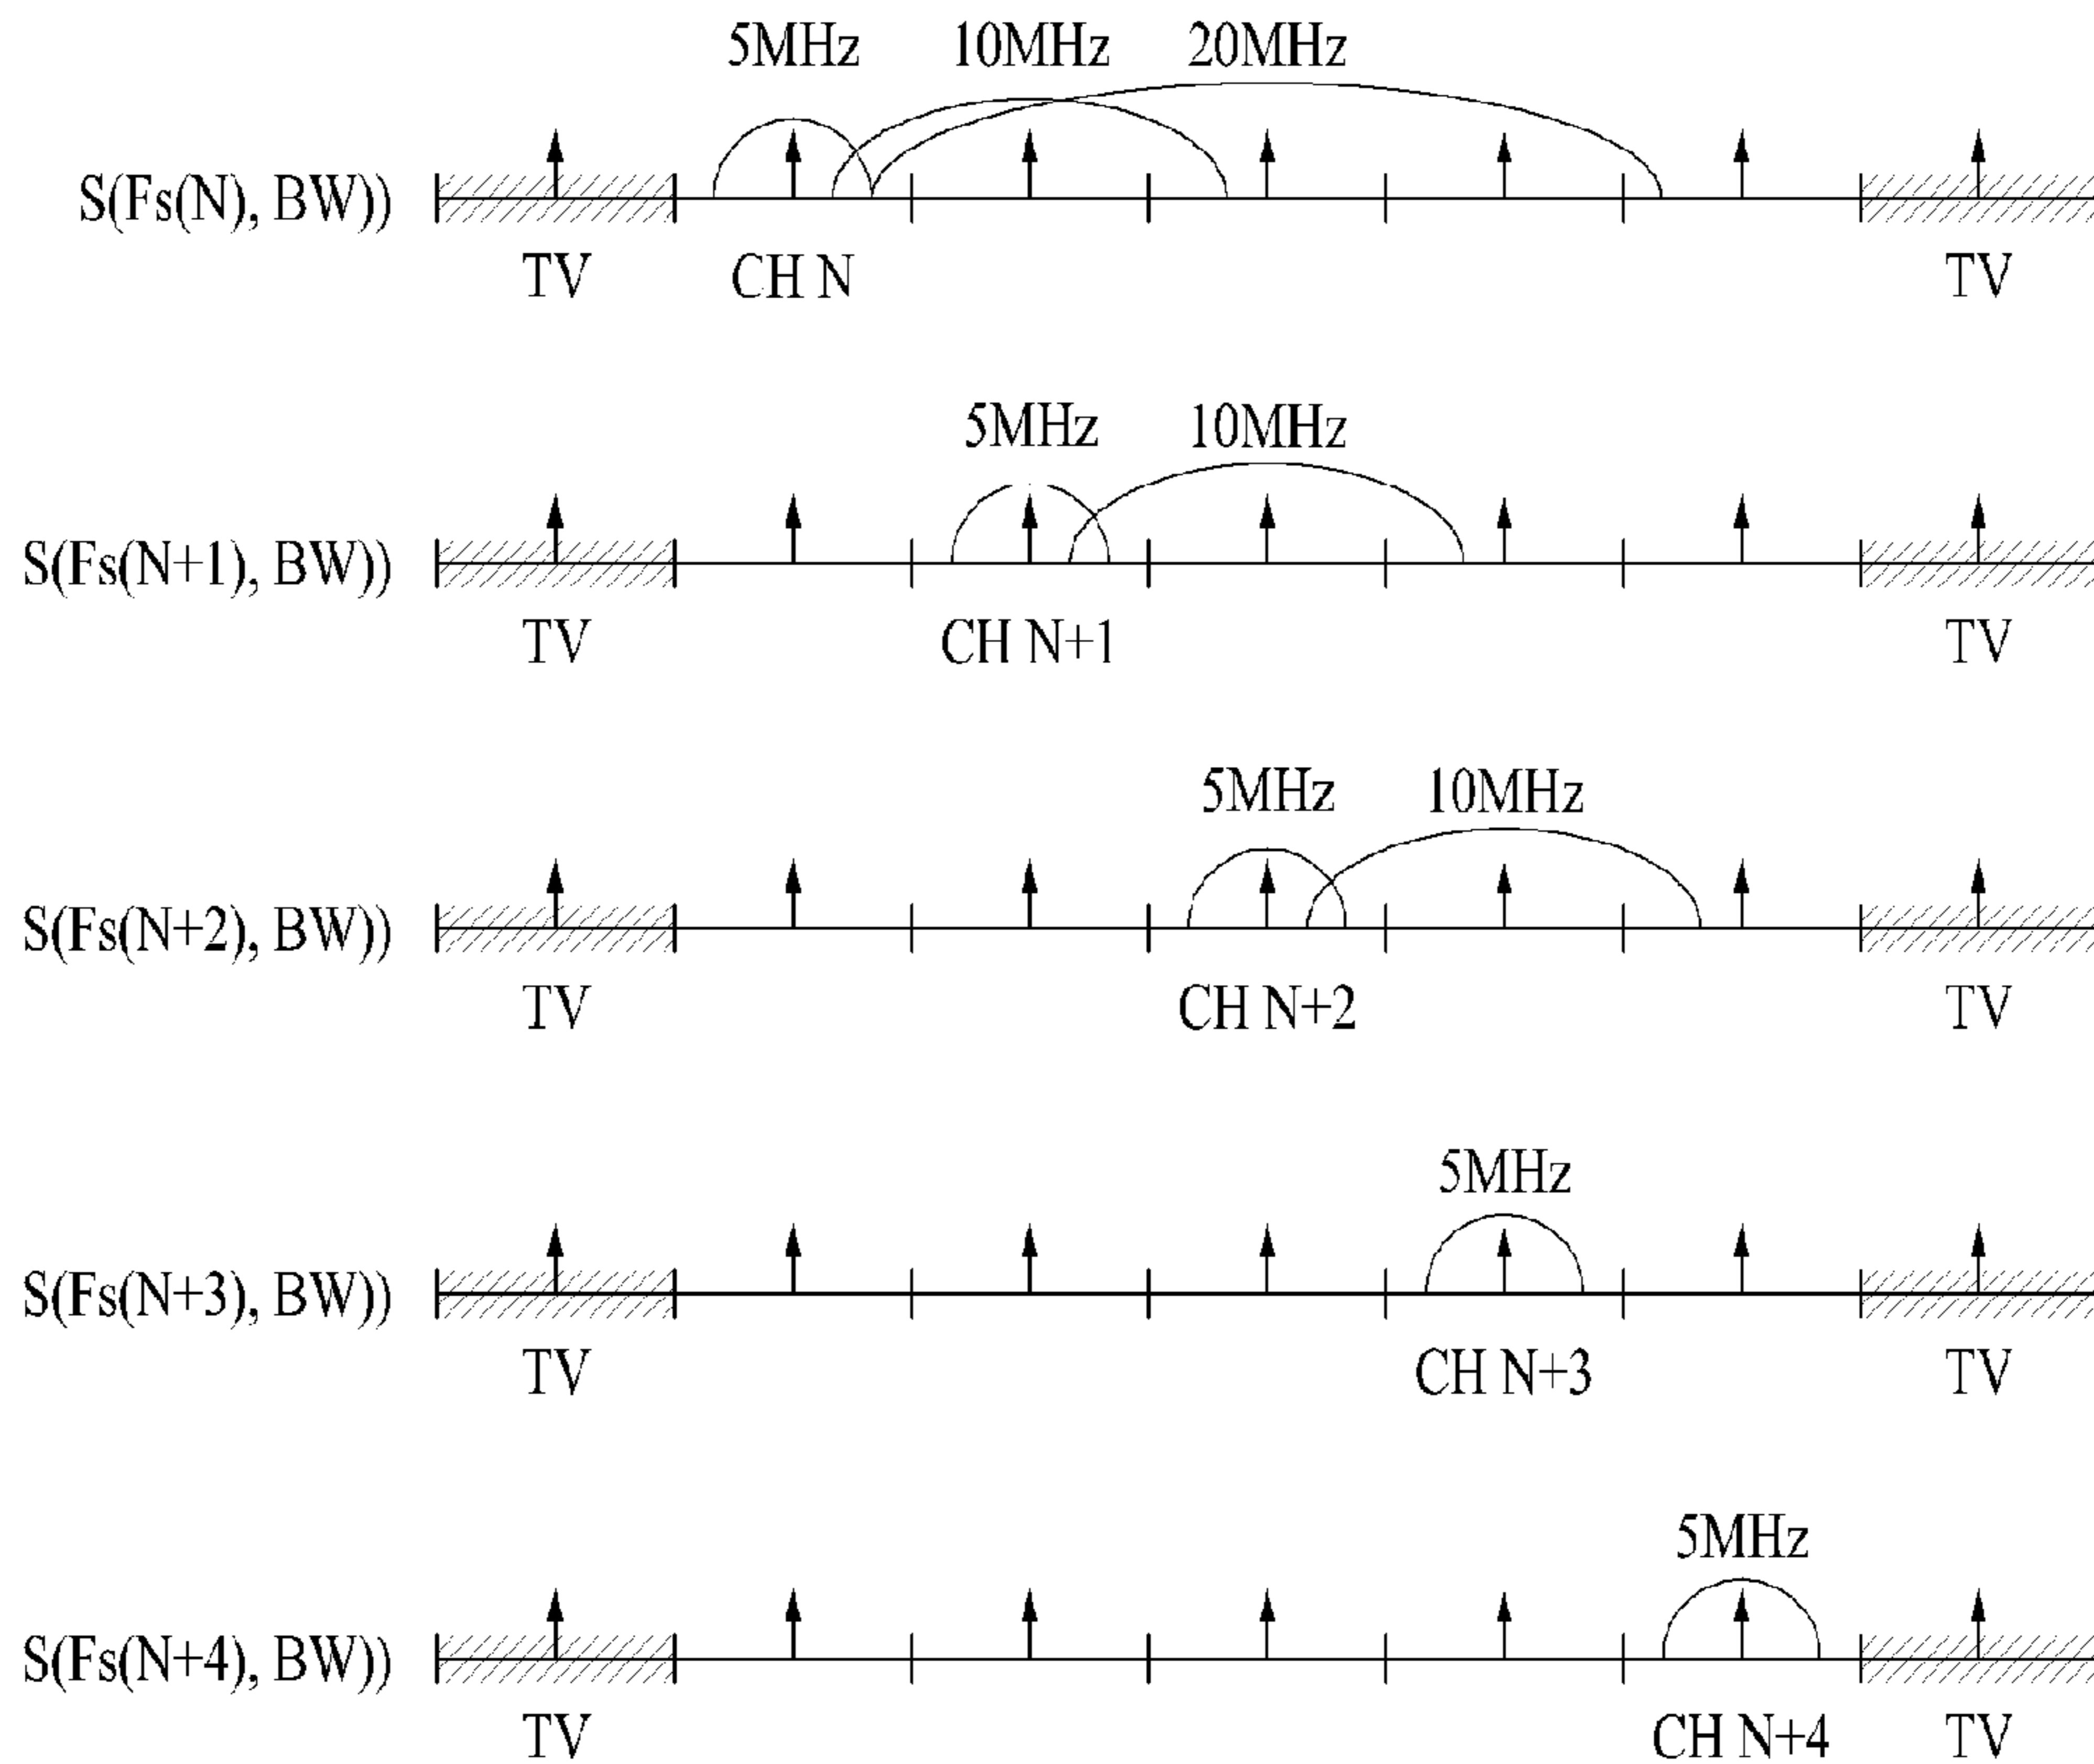 5MHz 10MHz 20MHz
S(Fs(N), BW))
TV CH N TV
5MHz 10MHz
S(Fs(N+1), BW))
TV CH N+1 TV
5MHz 10MHz
S(Fs(N+2), BW))
TV CH N+2 TV
5MHz
S(Fs(N+3), BW))
TV CH N+3 TV
5MHz
S(Fs(N+4), BW))
TV CH N+4 TV